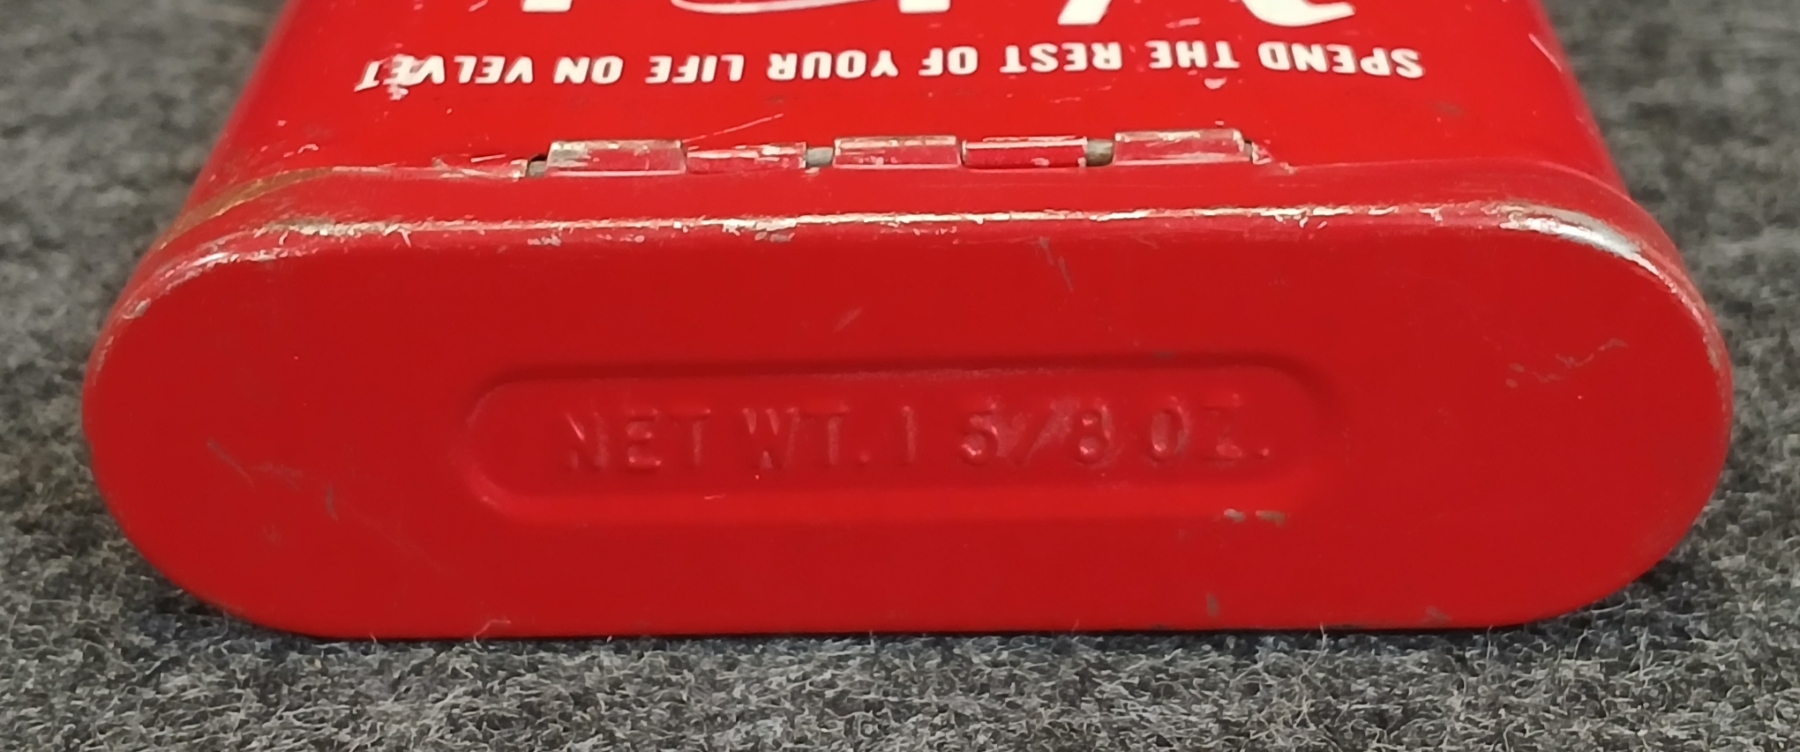 SPEND THE REST OF YOUR LIFE ON VELVET
NET WT. 1 5/8 OZ.